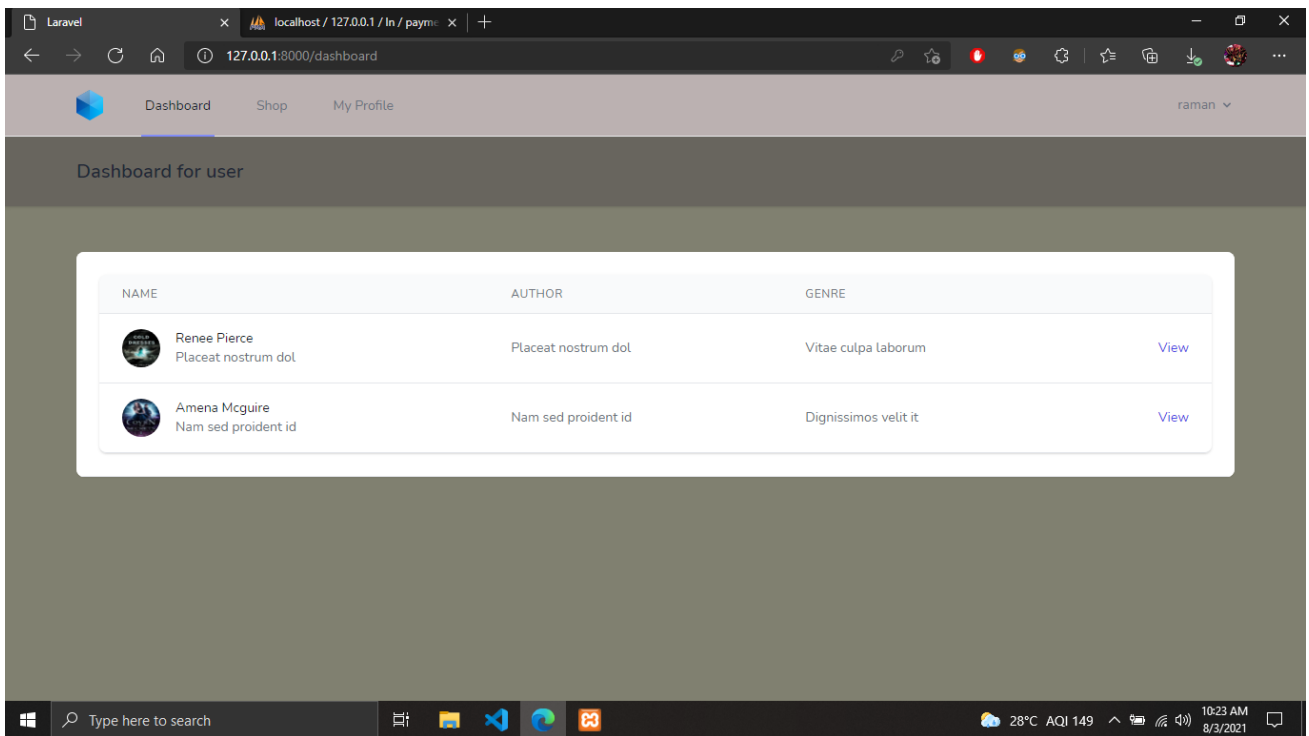 Laravel
localhost / 127.0.0.1 / ln / payme
127.0.0.1:8000/dashboard
Dashboard Shop My Profile raman
Dashboard for user
NAME AUTHOR GENRE
Renee Pierce
Placeat nostrum dol Placeat nostrum dol Vitae culpa laborum View
Amena Mcguire
Nam sed proident id Nam sed proident id Dignissimos velit it View
Type here to search
28°C AQI 149
10:23 AM
8/3/2021